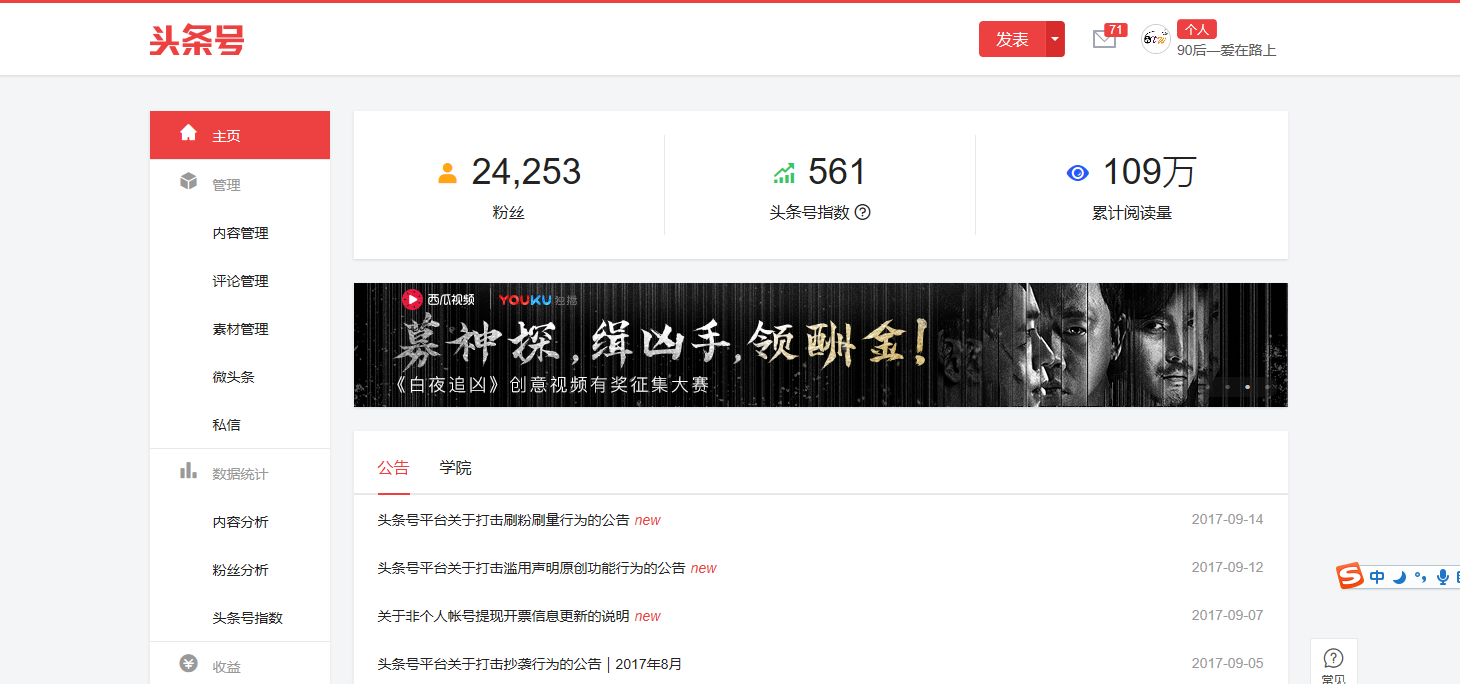 头条号
发表
71
个人
90后—爱在路上
主页
管理
内容管理
评论管理
素材管理
微头条
私信
数据统计
内容分析
粉丝分析
头条号指数
收益
24,253
粉丝
561
头条号指数
109万
累计阅读量
西瓜视频 YOUKU 独播
募神探,缉凶手,领酬金!
《白夜追凶》创意视频有奖征集大赛
公告 学院
头条号平台关于打击刷粉刷量行为的公告 new 2017-09-14
头条号平台关于打击滥用声明原创功能行为的公告 new 2017-09-12
关于非个人帐号提现开票信息更新的说明 new 2017-09-07
头条号平台关于打击抄袭行为的公告 | 2017年8月 2017-09-05
中
常见